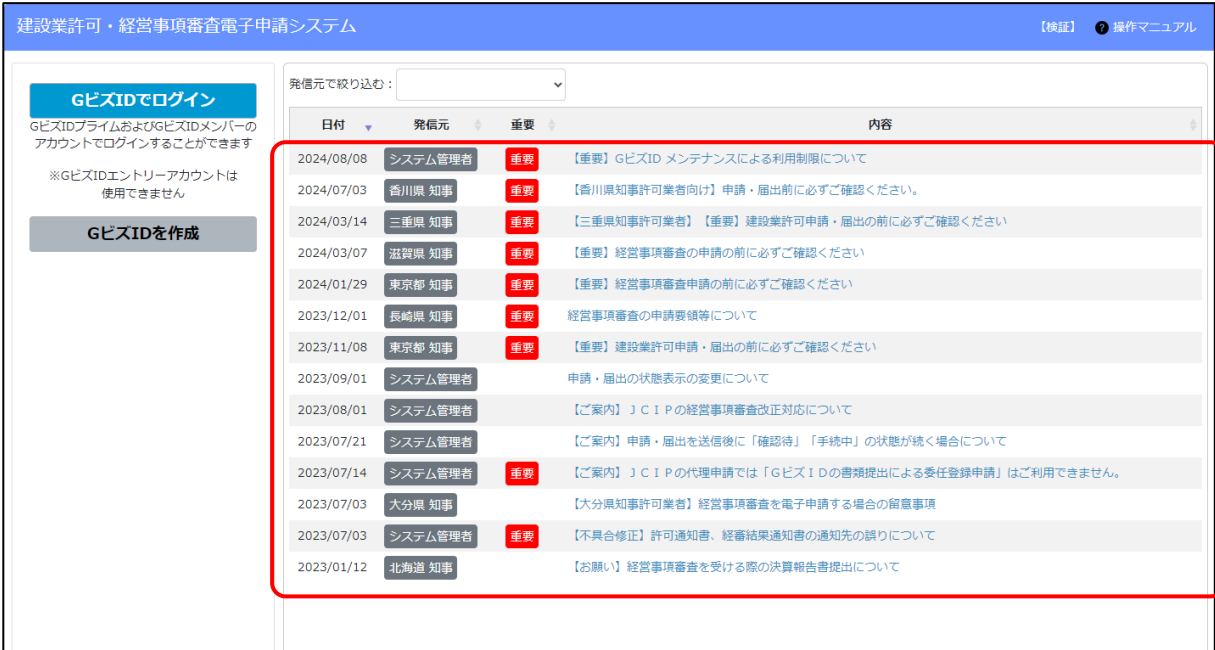 建設業許可・経営事項審査電子申請システム
【検証】 ? 操作マニュアル
GビズIDでログイン
GビズIDプライムおよびGビズIDメンバーの
アカウントでログインすることができます
※GビズIDエントリーアカウントは
使用できません
GビズIDを作成
発信元で絞り込む：
日付 発信元 重要 内容
2024/08/08 システム管理者 重要 【重要】GビズID メンテナンスによる利用制限について
2024/07/03 香川県 知事 重要 【香川県知事許可業者向け】申請・届出前に必ずご確認ください。
2024/03/14 三重県 知事 重要 【三重県知事許可業者】【重要】建設業許可申請・届出の前に必ずご確認ください
2024/03/07 滋賀県 知事 重要 【重要】経営事項審査の申請の前に必ずご確認ください
2024/01/29 東京都 知事 重要 【重要】経営事項審査申請の前に必ずご確認ください
2023/12/01 長崎県 知事 重要 経営事項審査の申請要領等について
2023/11/08 東京都 知事 重要 【重要】建設業許可申請・届出の前に必ずご確認ください
2023/09/01 システム管理者 申請・届出の状態表示の変更について
2023/08/01 システム管理者 【ご案内】ＪＣＩＰの経営事項審査改正対応について
2023/07/21 システム管理者 【ご案内】申請・届出を送信後に「確認待」「手続中」の状態が続く場合について
2023/07/14 システム管理者 重要 【ご案内】ＪＣＩＰの代理申請では「ＧビズＩＤの書類提出による委任登録申請」はご利用できません。
2023/07/03 大分県 知事 【大分県知事許可業者】経営事項審査を電子申請する場合の留意事項
2023/07/03 システム管理者 重要 【不具合修正】許可通知書、経審結果通知書の通知先の誤りについて
2023/01/12 北海道 知事 【お願い】経営事項審査を受ける際の決算報告書提出について